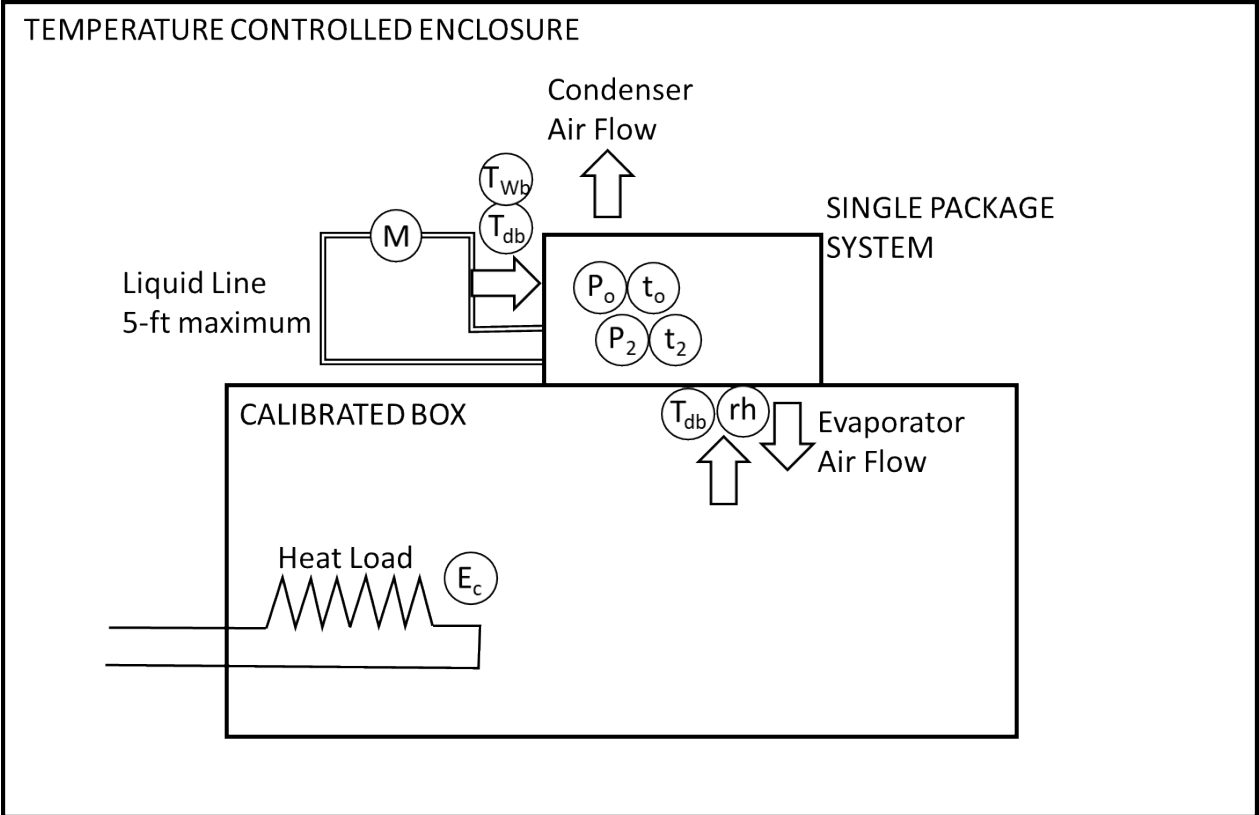 TEMPERATURE CONTROLLED ENCLOSURE
Condenser
Air Flow
TWb
Tdb
M
SINGLE PACKAGE
SYSTEM
Liquid Line
5-ft maximum
Po
to
P2
t2
CALIBRATED BOX
Tdb
rh
Evaporator
Air Flow
Heat Load
Ec